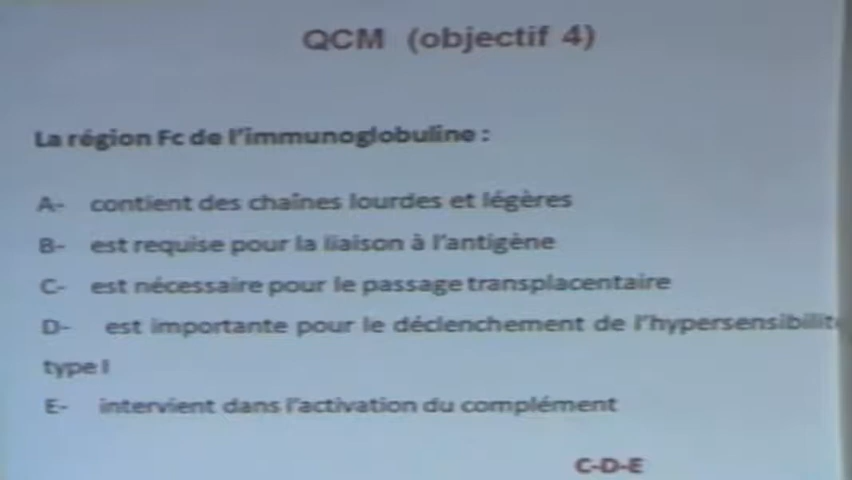 QCM (objectif 4)
La région Fc de l'immunoglobuline :
A- contient des chaînes lourdes et légères
B- est requise pour la liaison à l'antigène
C- est nécessaire pour le passage transplacentaire
D- est importante pour le déclenchement de l'hypersensibilité
type I
E- intervient dans l'activation du complément
C-D-E